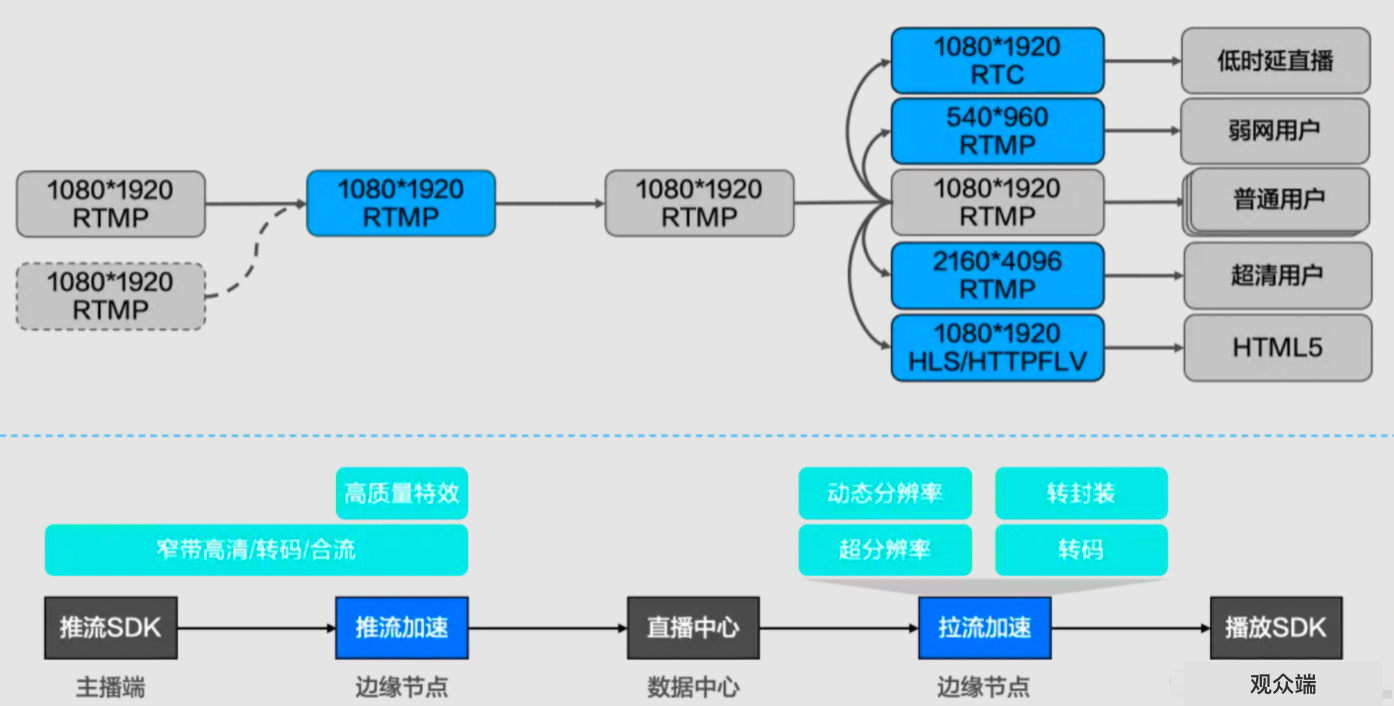 1080*1920
RTMP
1080*1920
RTMP
1080*1920
RTMP
1080*1920
RTMP
1080*1920
RTC
低时延直播
540*960
RTMP
弱网用户
1080*1920
RTMP
普通用户
2160*4096
RTMP
超清用户
1080*1920
HLS/HTTPFLV
HTML5
高质量特效
窄带高清/转码/合流
动态分辨率
转封装
超分辨率
转码
推流SDK
推流加速
直播中心
拉流加速
播放SDK
主播端
边缘节点
数据中心
边缘节点
观众端